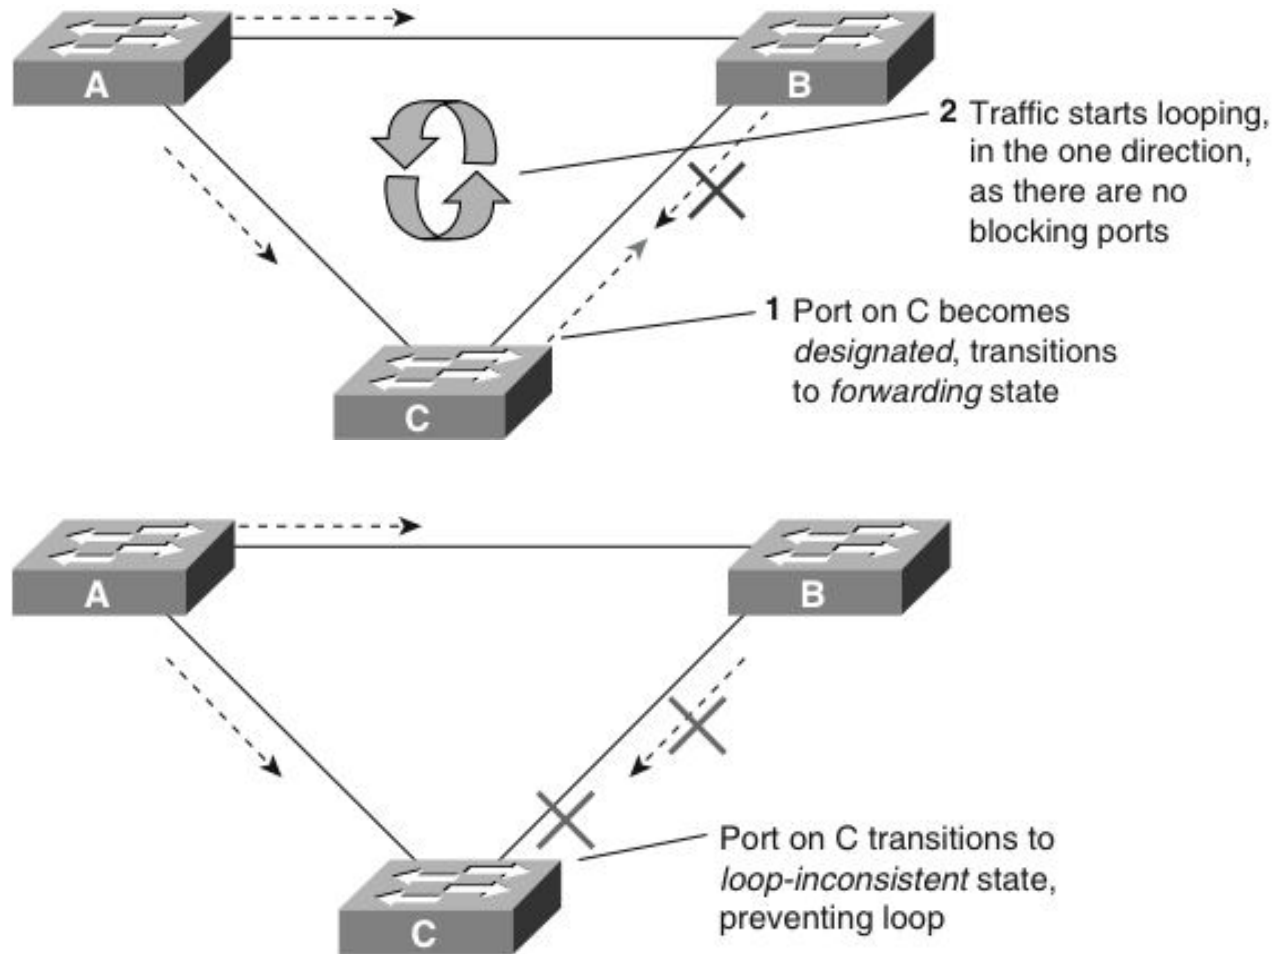 A
B
2 Traffic starts looping,
in the one direction,
as there are no
blocking ports
1 Port on C becomes
designated, transitions
to forwarding state
C
A
B
Port on C transitions to
loop-inconsistent state,
preventing loop
C